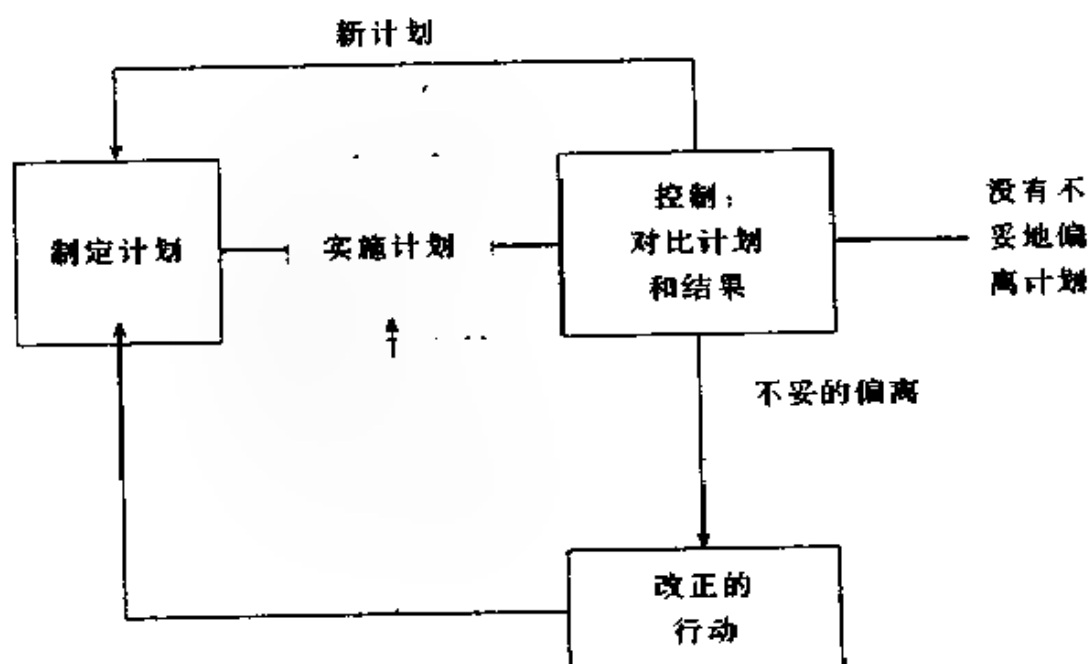 新计划
制定计划
实施计划
控制：
对比计划
和结果
没有不
妥地偏
离计划
不妥的偏离
改正的
行动